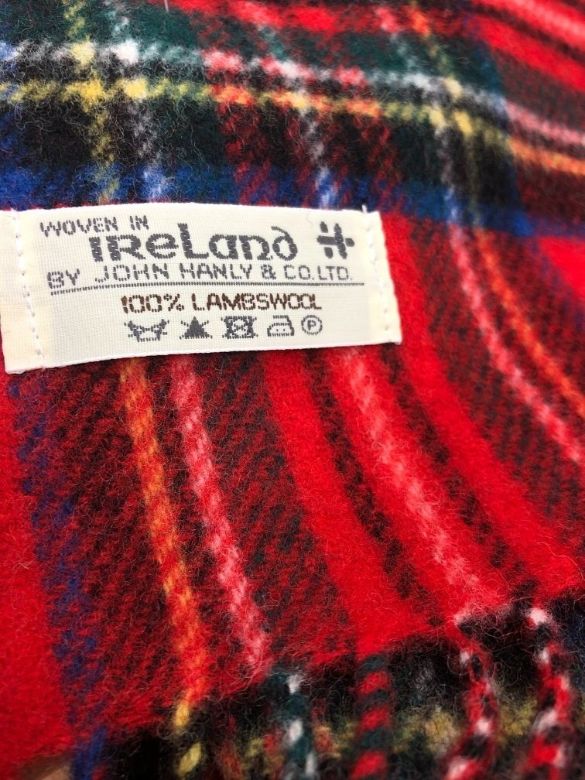 WOVEN IN
IReLand H
BY JOHN HANLY & CO.LTD.
100% LAMBSWOOL
P